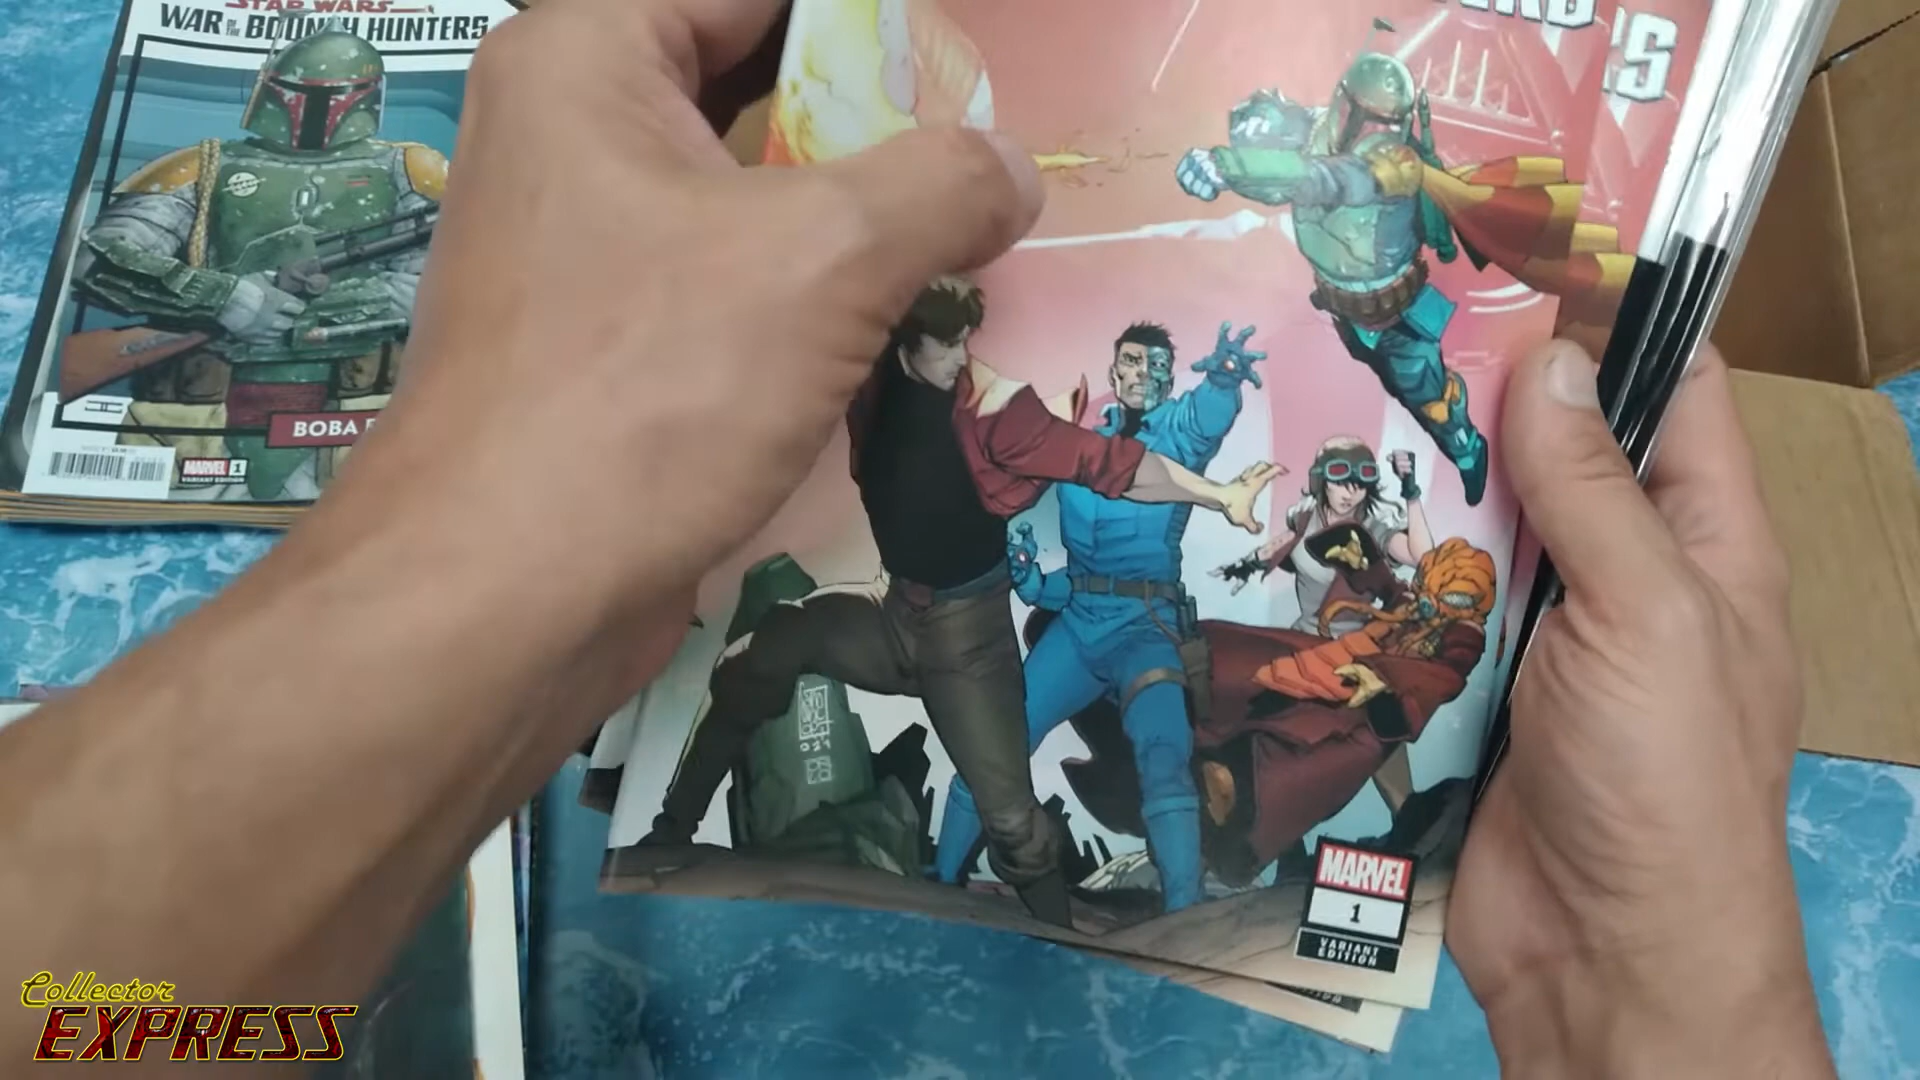 STAR WARS
WAR OF THE BOUNTY HUNTERS
BOBA F
MARVEL 1
VARIANT EDITION
MARVEL
1
VARIANT
EDITION
Collector
EXPRESS